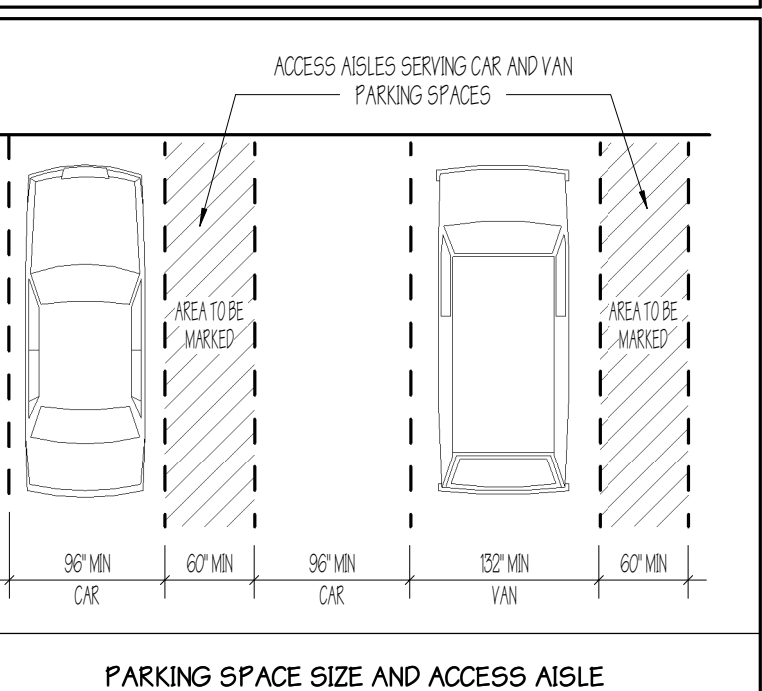 ACCESS AISLES SERVING CAR AND VAN
PARKING SPACES
AREA TO BE
MARKED
AREA TO BE
MARKED
96" MIN
60" MIN
96" MIN
132" MIN
60" MIN
CAR
CAR
VAN
PARKING SPACE SIZE AND ACCESS AISLE